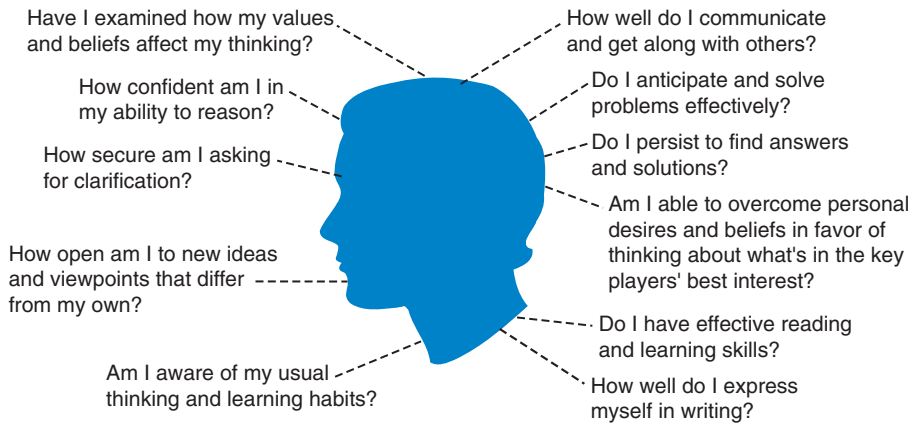 Have I examined how my values
and beliefs affect my thinking?
How confident am I in
my ability to reason?
How secure am I asking
for clarification?
How open am I to new ideas
and viewpoints that differ
from my own?
Am I aware of my usual
thinking and learning habits?
How well do I communicate
and get along with others?
Do I anticipate and solve
problems effectively?
Do I persist to find answers
and solutions?
Am I able to overcome personal
desires and beliefs in favor of
thinking about what's in the key
players' best interest?
Do I have effective reading
and learning skills?
How well do I express
myself in writing?